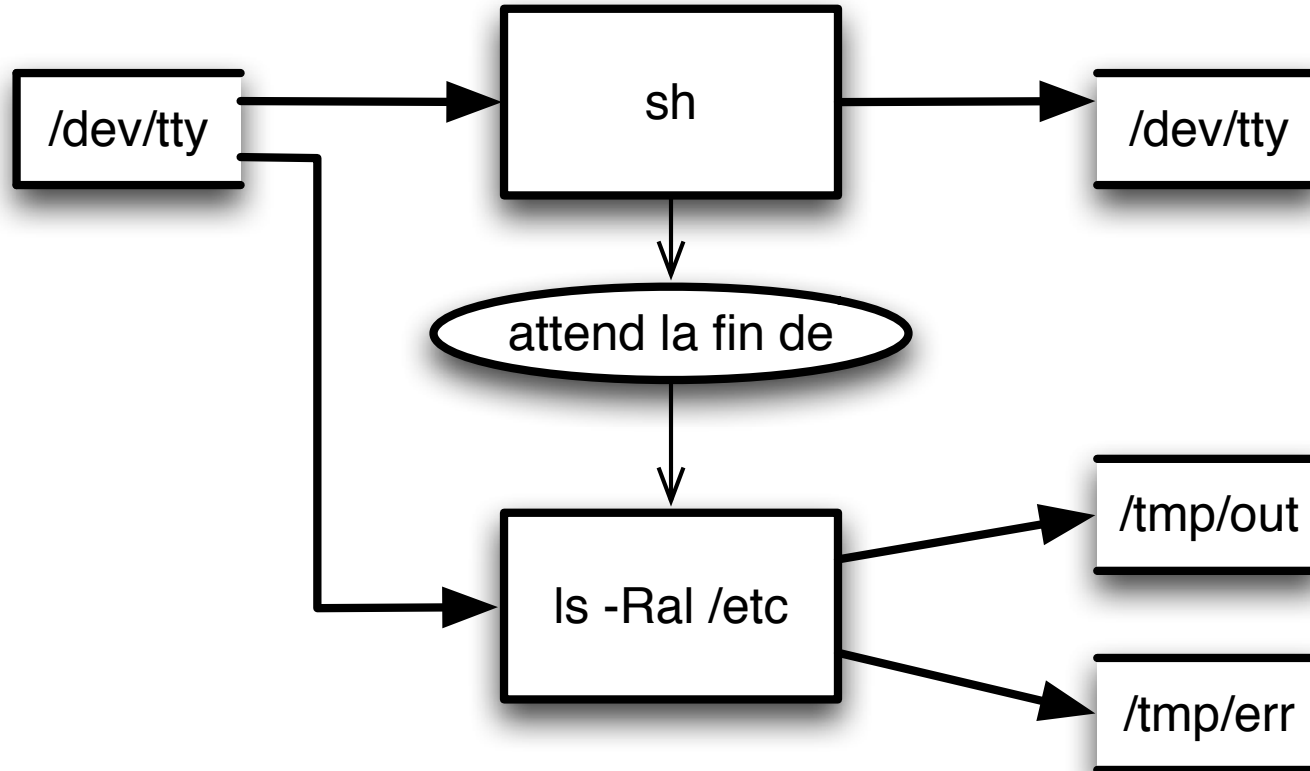 /dev/tty
sh
/dev/tty
attend la fin de
ls -Ral /etc
/tmp/out
/tmp/err